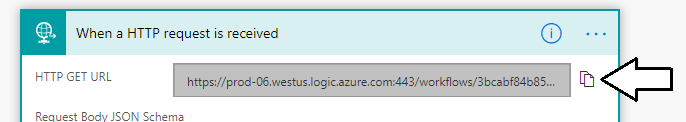 When a HTTP request is received
HTTP GET URL
https://prod-06.westus.logic.azure.com:443/workflows/3bcabf84b85...
Request Body JSON Schema